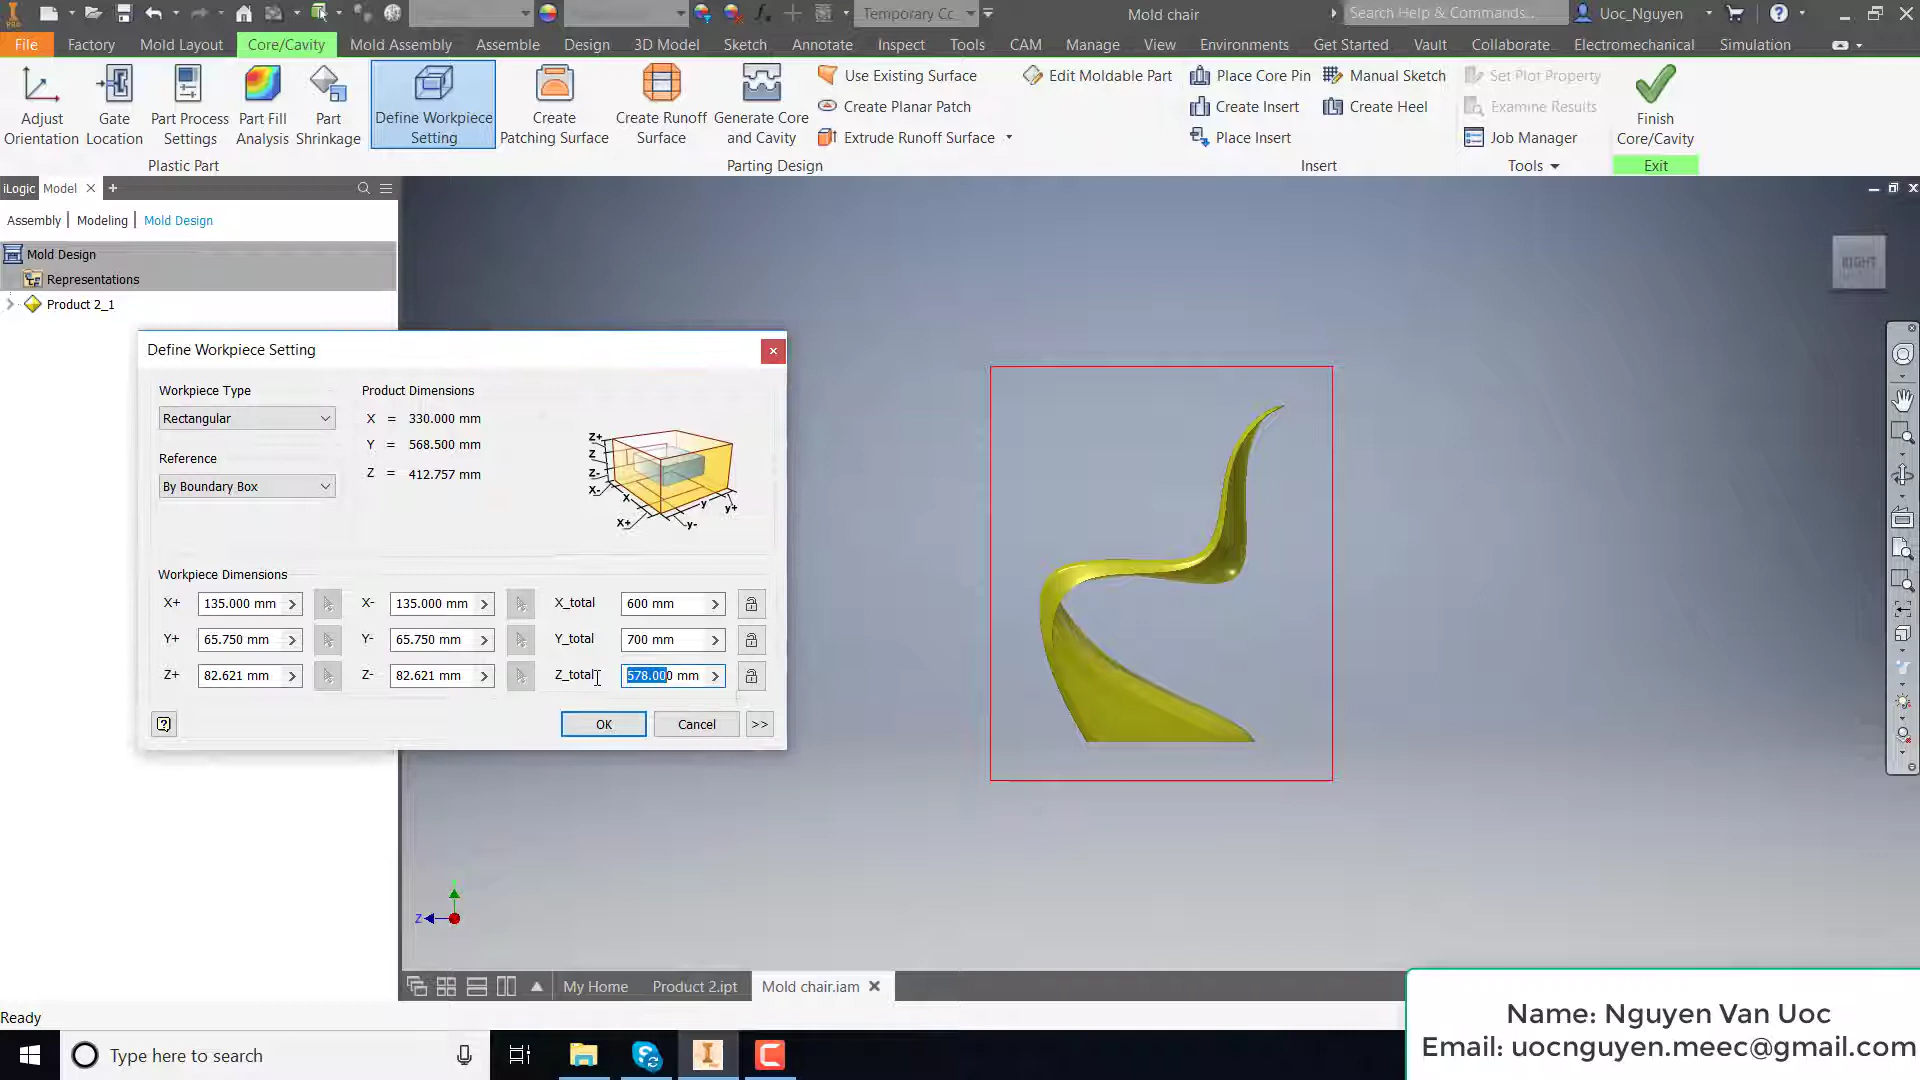 Temporary Cc
Mold chair
Search Help & Commands...
Uoc_Nguyen
File Factory Mold Layout Core/Cavity Mold Assembly Assemble Design 3D Model Sketch Annotate Inspect Tools CAM Manage View Environments Get Started Vault Collaborate Electromechanical Simulation
Adjust Orientation
Gate Location
Part Process Settings
Part Fill Analysis
Part Shrinkage
Plastic Part
Define Workpiece Setting
Create Patching Surface
Create Runoff Surface
Generate Core and Cavity
Use Existing Surface
Create Planar Patch
Extrude Runoff Surface
Parting Design
Edit Moldable Part
Place Core Pin
Create Insert
Place Insert
Manual Sketch
Create Heel
Insert
Set Plot Property
Examine Results
Job Manager
Tools
Finish Core/Cavity
Exit
iLogic Model
Assembly | Modeling | Mold Design
Mold Design
Representations
Product 2_1
RIGHT
Define Workpiece Setting
Workpiece Type
Rectangular
Reference
By Boundary Box
Product Dimensions
X = 330.000 mm
Y = 568.500 mm
Z = 412.757 mm
Z+
Z
Z-
X-
X
X+
y
y+
y-
Workpiece Dimensions
X+ 135.000 mm X- 135.000 mm X_total 600 mm
Y+ 65.750 mm Y- 65.750 mm Y_total 700 mm
Z+ 82.621 mm Z- 82.621 mm Z_total 578.000 mm
OK Cancel >>
Z
My Home Product 2.ipt Mold chair.iam
Ready
Type here to search
Name: Nguyen Van Uoc
Email: uocnguyen.meec@gmail.com